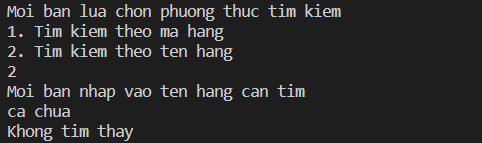 Moi ban lua chon phuong thuc tim kiem
1. Tim kiem theo ma hang
2. Tim kiem theo ten hang
2
Moi ban nhap vao ten hang can tim
ca chua
Khong tim thay